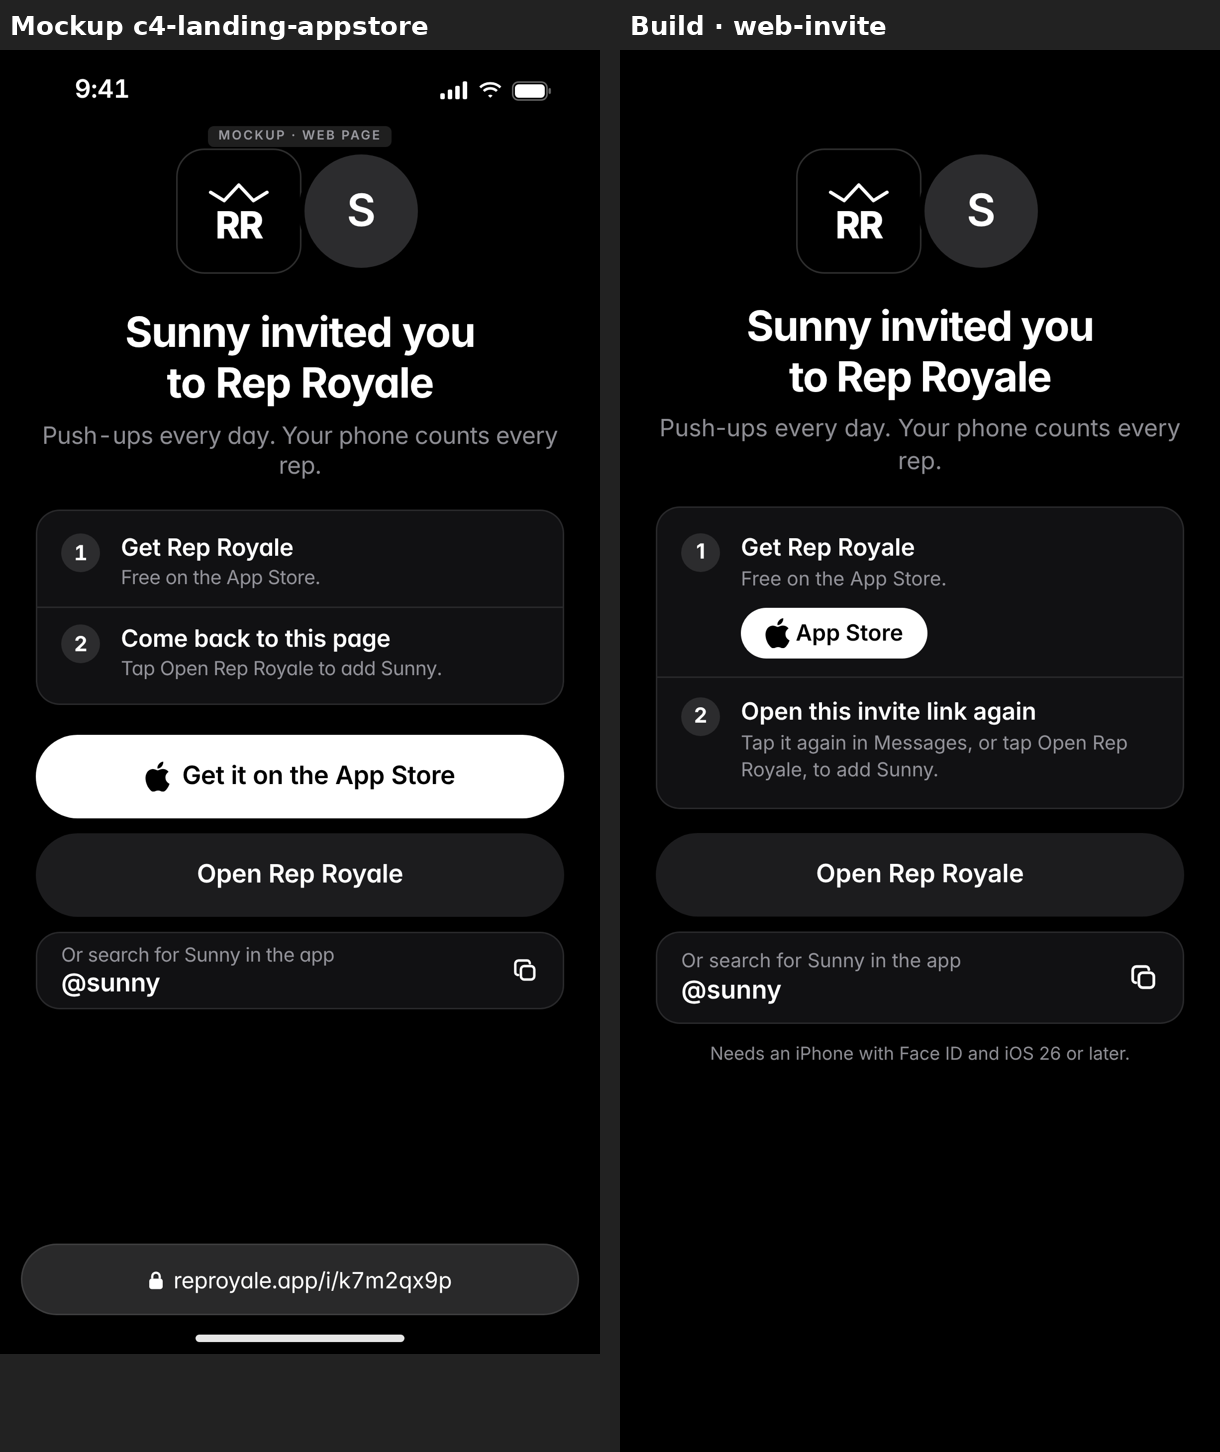 Mockup c4-landing-appstore
9:41
MOCKUP · WEB PAGE
RR
S
Sunny invited you
to Rep Royale
Push-ups every day. Your phone counts every
rep.
1
Get Rep Royale
Free on the App Store.
2
Come back to this page
Tap Open Rep Royale to add Sunny.
Get it on the App Store
Open Rep Royale
Or search for Sunny in the app
@sunny
reproyale.app/i/k7m2qx9p
Build · web-invite
RR
S
Sunny invited you
to Rep Royale
Push-ups every day. Your phone counts every
rep.
1
Get Rep Royale
Free on the App Store.
App Store
2
Open this invite link again
Tap it again in Messages, or tap Open Rep
Royale, to add Sunny.
Open Rep Royale
Or search for Sunny in the app
@sunny
Needs an iPhone with Face ID and iOS 26 or later.